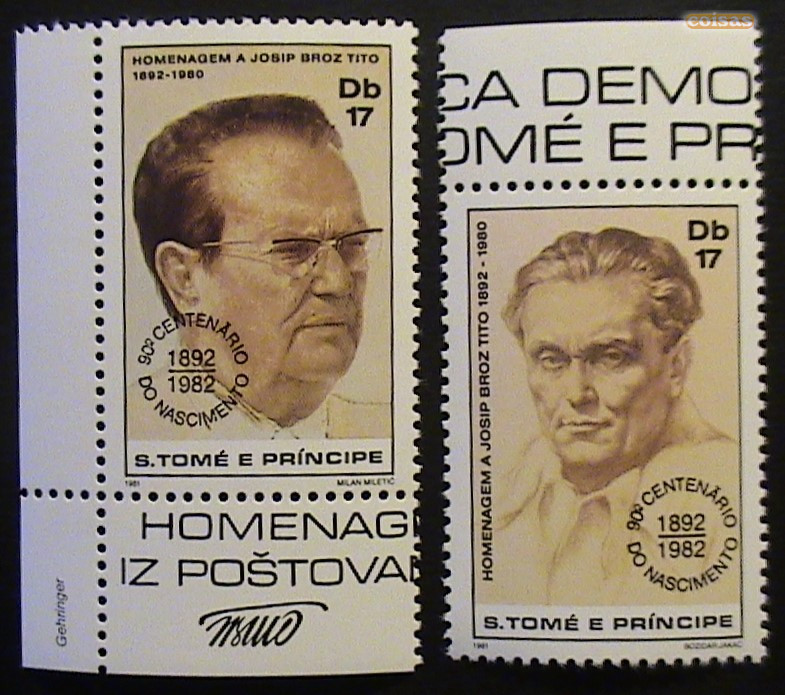 coisas
HOMENAGEM A JOSIP BROZ TITO
1892-1980
Db
17
90º CENTENÁRIO
1892
1982
DO NASCIMENTO
S.TOMÉ E PRÍNCIPE
1981
MILAN MILETIĆ
HOMENAG
IZ POŠTOVA
Gehringer
CA DEMO
OMÉ E PR
Db
17
HOMENAGEM A JOSIP BROZ TITO 1892-1980
90º CENTENÁRIO
1892
1982
DO NASCIMENTO
S.TOMÉ E PRÍNCIPE
1981
BOZIDAR JAKAC